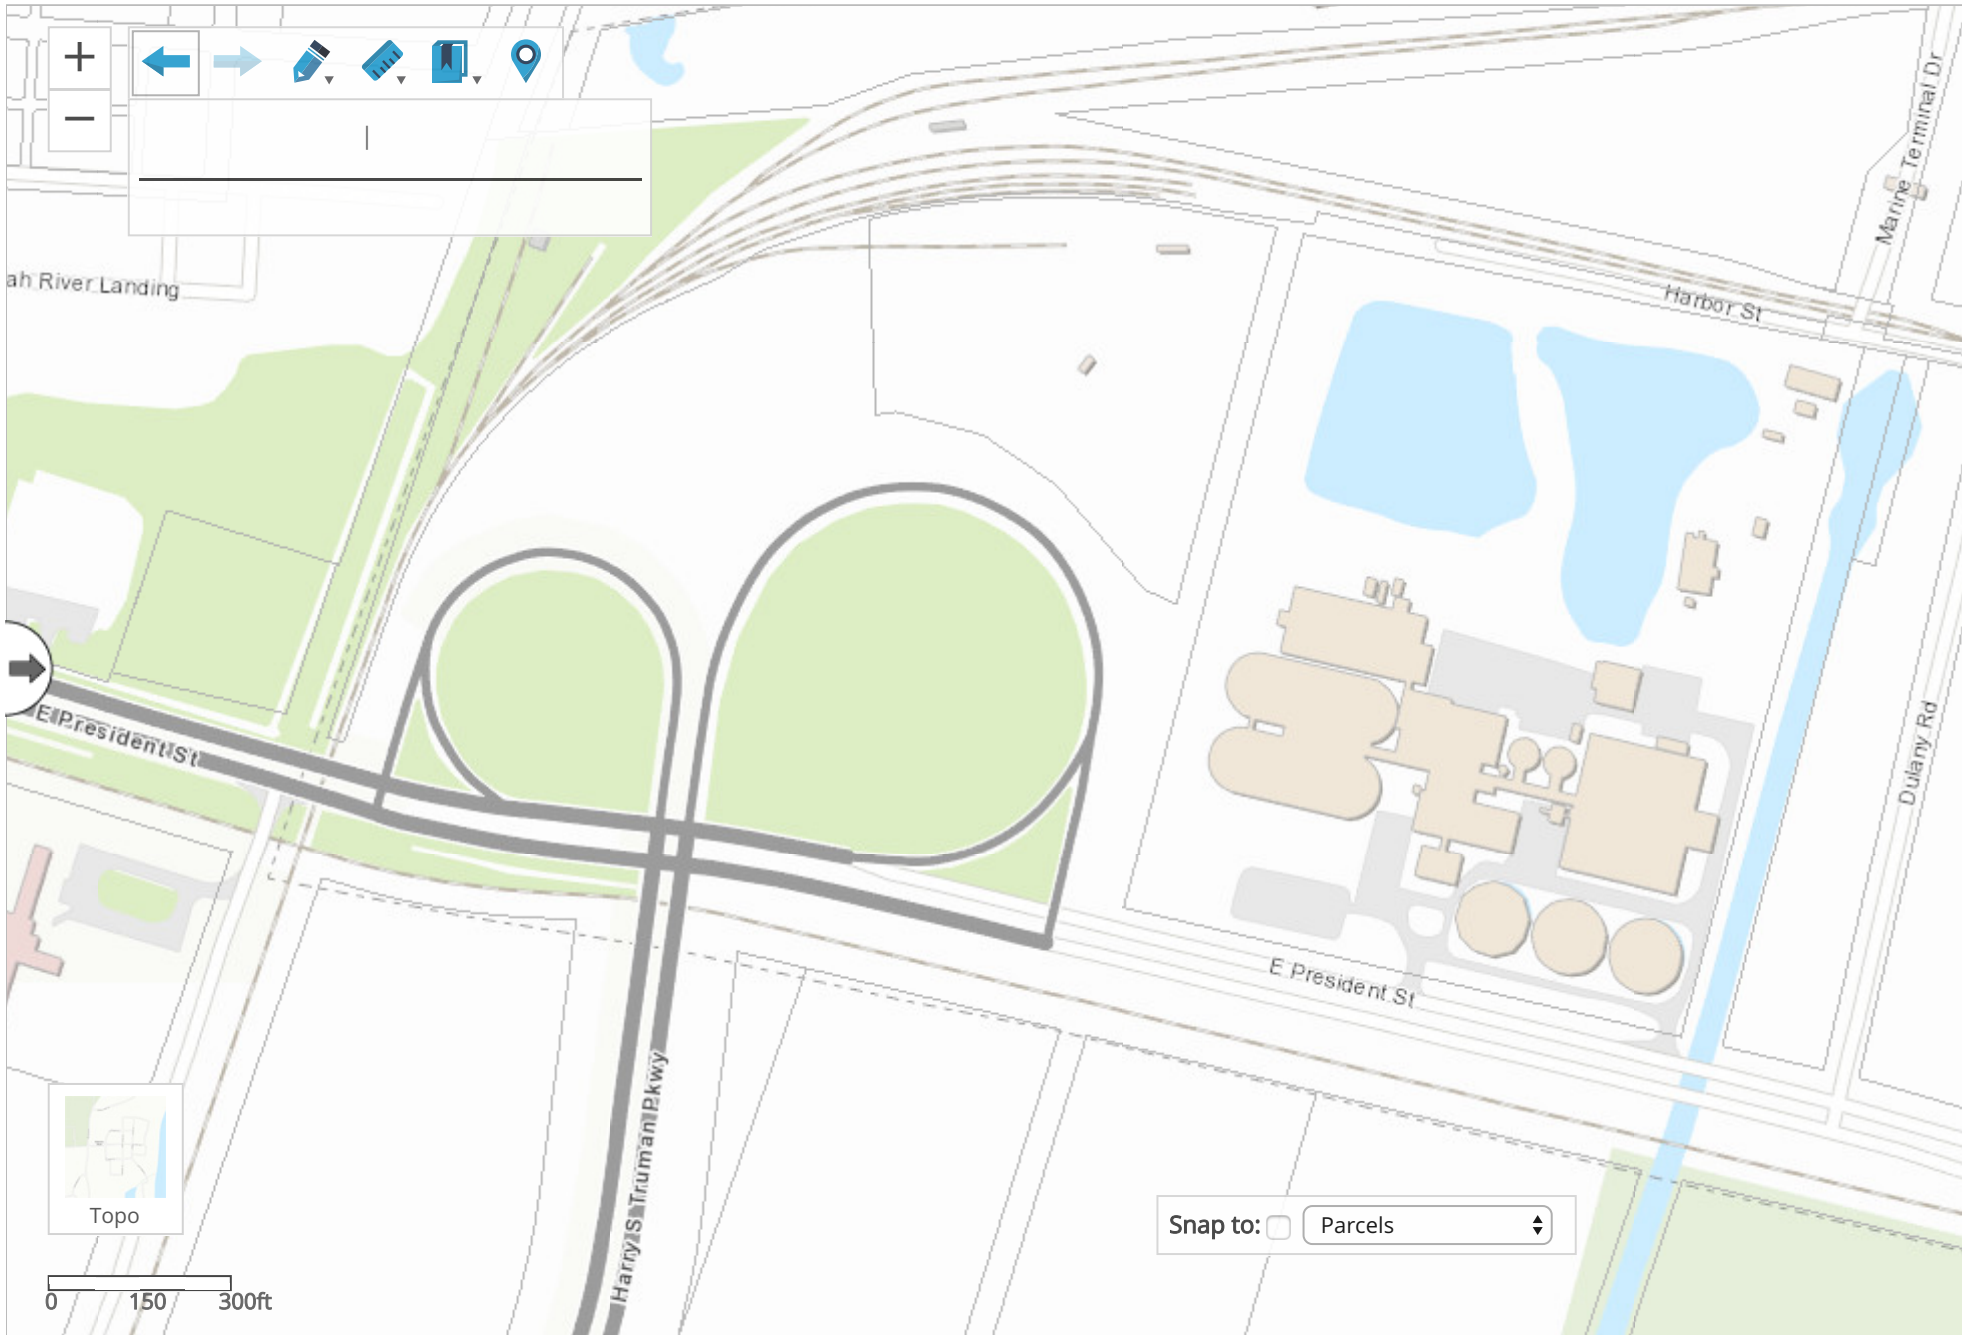 +
−
Marine Terminal Dr
ah River Landing
Harbor St
E President St
Dulany Rd
E President St
Harry S Truman Pkwy
Topo
Snap to:
Parcels
0 150 300ft